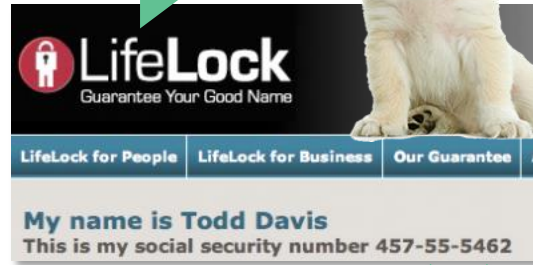 LifeLock
Guarantee Your Good Name
LifeLock for People LifeLock for Business Our Guarantee
My name is Todd Davis
This is my social security number 457-55-5462